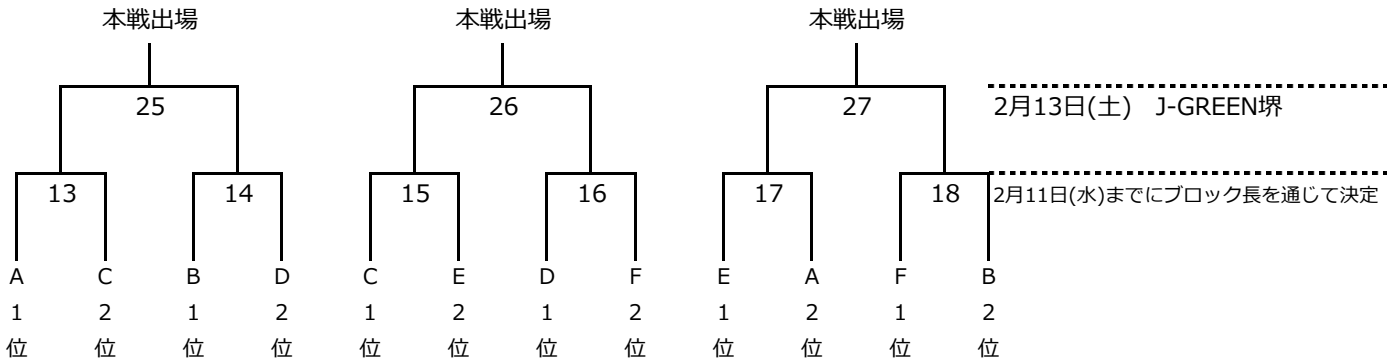 本戦出場 本戦出場 本戦出場
25 26 27 2月13日(土) J-GREEN堺
13 14 15 16 17 18 2月11日(水)までにブロック長を通じて決定
A C B D C E D F E A F B
1 2 1 2 1 2 1 2 1 2 1 2
位 位 位 位 位 位 位 位 位 位 位 位